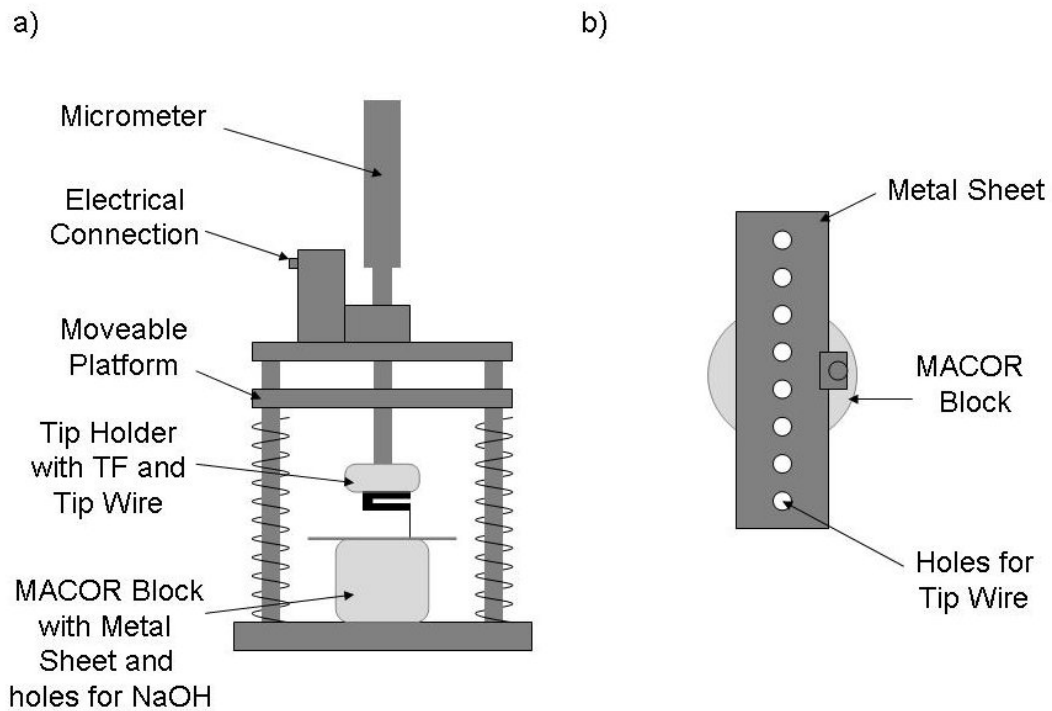 a)
b)
Micrometer
Electrical
Connection
Moveable
Platform
Tip Holder
with TF and
Tip Wire
MACOR Block
with Metal
Sheet and
holes for NaOH
Metal Sheet
MACOR
Block
Holes for
Tip Wire